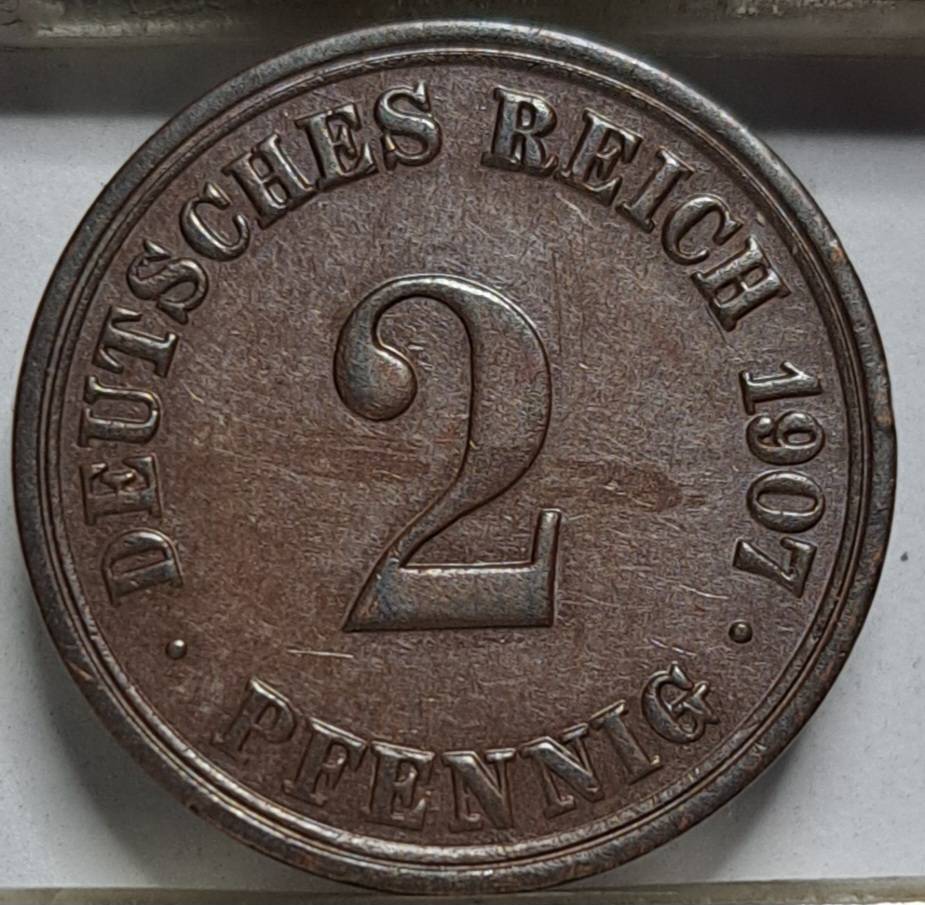 DEUTSCHES REICH 1907
2
· PFENNIG ·